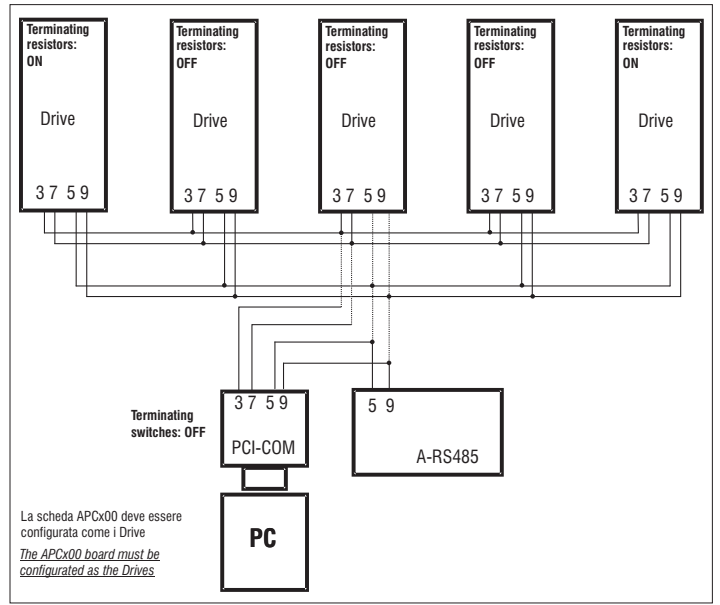 Terminating
resistors:
ON
Drive
3 7 5 9
Terminating
resistors:
OFF
Drive
3 7 5 9
Terminating
resistors:
OFF
Drive
3 7 5 9
Terminating
resistors:
OFF
Drive
3 7 5 9
Terminating
resistors:
ON
Drive
3 7 5 9
Terminating
switches: OFF
3 7 5 9
PCI-COM
5 9
A-RS485
PC
La scheda APCx00 deve essere
configurata come i Drive
The APCx00 board must be
configurated as the Drives